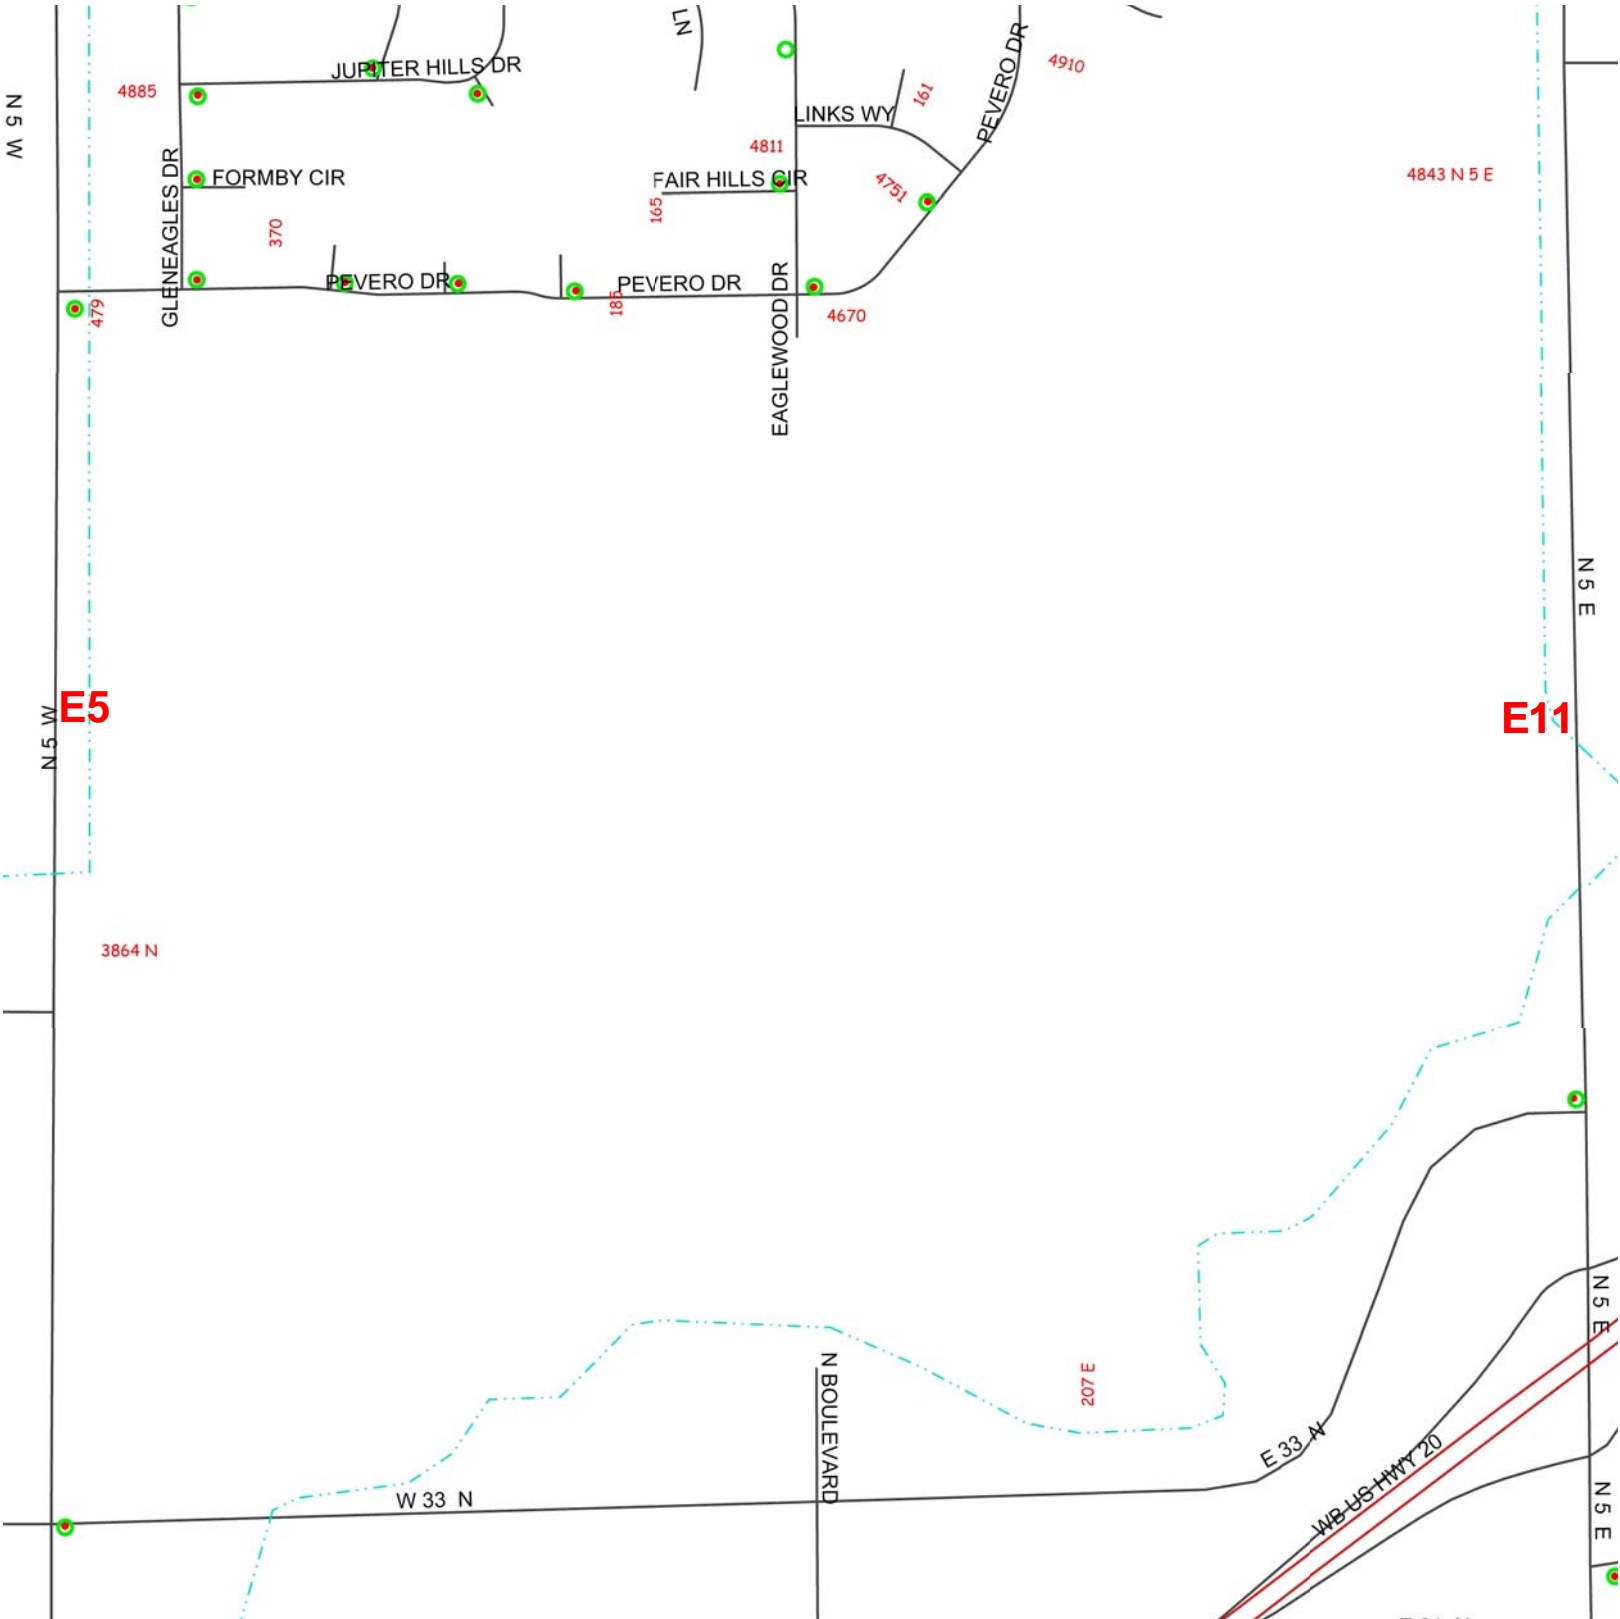 LN
JUPITER HILLS DR
PEVERO DR
4910
4885
161
N 5 W
LINKS WY
4811
FORMBY CIR
FAIR HILLS CIR
4751
4843 N 5 E
GLENEAGLES DR
165
370
PEVERO DR
PEVERO DR
185
479
4670
EAGLEWOOD DR
N 5 E
E5
E11
N 5 W
3864 N
N 5 E
207 E
N BOULEVARD
E 33 N
WB US HWY 20
W 33 N
N 5 E